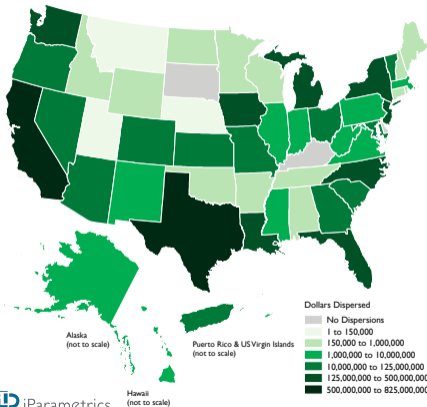 Alaska
(not to scale)
Hawaii
(not to scale)
Puerto Rico & US Virgin Islands
(not to scale)
Dollars Dispersed
No Dispersions
1 to 150,000
150,000 to 1,000,000
1,000,000 to 10,000,000
10,000,000 to 125,000,000
125,000,000 to 500,000,000
500,000,000 to 825,000,000
iParametrics